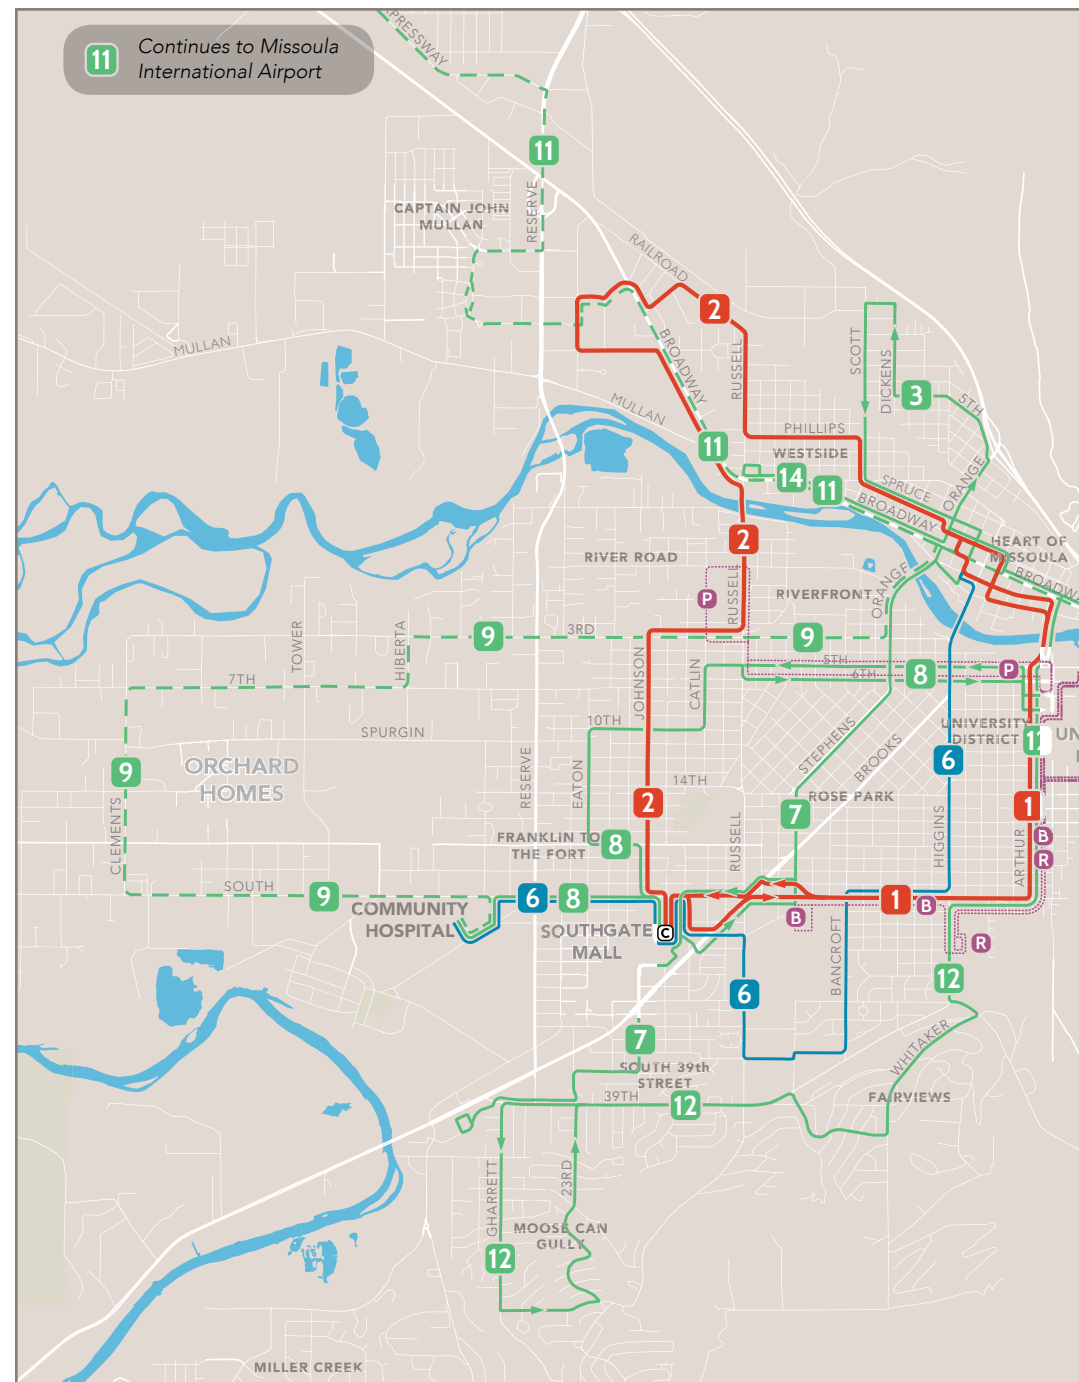 11
Continues to Missoula
International Airport
11
CAPTAIN JOHN
MULLAN
RESERVE
RAILROAD
2
MULLAN
BROADWAY
RUSSELL
SCOTT
DICKENS
3
5TH
MULLAN
PHILLIPS
WESTSIDE
11
14
11
SPRUCE
BROADWAY
ORANGE
HEART OF
MISSOULA
2
RIVER ROAD
RUSSELL
P
RIVERFRONT
ORANGE
TOWER
HIBERTA
9
3RD
9
7TH
JOHNSON
CATLIN
5TH
6TH
8
P
10TH
SPURGIN
UNIVERSITY
DISTRICT
12
ORCHARD
HOMES
9
RESERVE
EATON
14TH
STEPHENS
BROOKS
6
2
ROSE PARK
7
1
CLEMENTS
FRANKLIN TO
THE FORT
8
RUSSELL
HIGGINS
ARTHUR
B
R
SOUTH
9
COMMUNITY
HOSPITAL
6
8
SOUTHGATE
MALL
C
B
1
B
R
BANCROFT
6
12
7
SOUTH 39th
STREET
39TH
12
WHITAKER
FAIRVIEWS
GHARRETT
23RD
MOOSE CAN
GULLY
12
MILLER CREEK